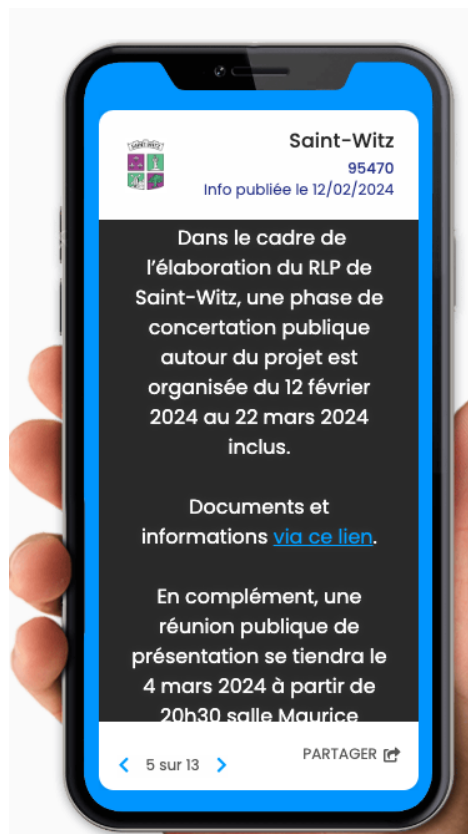 SAINT-WITZ
Saint-Witz
95470
Info publiée le 12/02/2024
Dans le cadre de
l'élaboration du RLP de
Saint-Witz, une phase de
concertation publique
autour du projet est
organisée du 12 février
2024 au 22 mars 2024
inclus.
Documents et
informations via ce lien.
En complément, une
réunion publique de
présentation se tiendra le
4 mars 2024 à partir de
20h30 salle Maurice
5 sur 13
PARTAGER